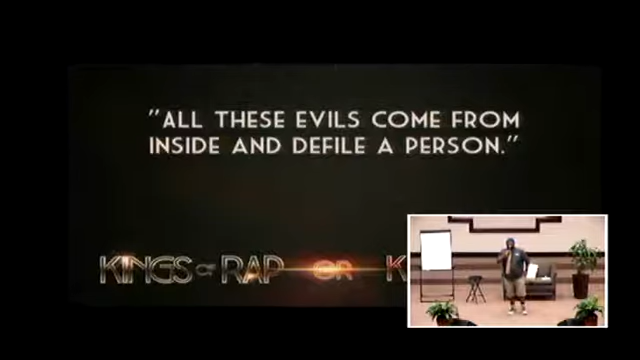 "ALL THESE EVILS COME FROM
INSIDE AND DEFILE A PERSON."
KINGS OF RAP OR K